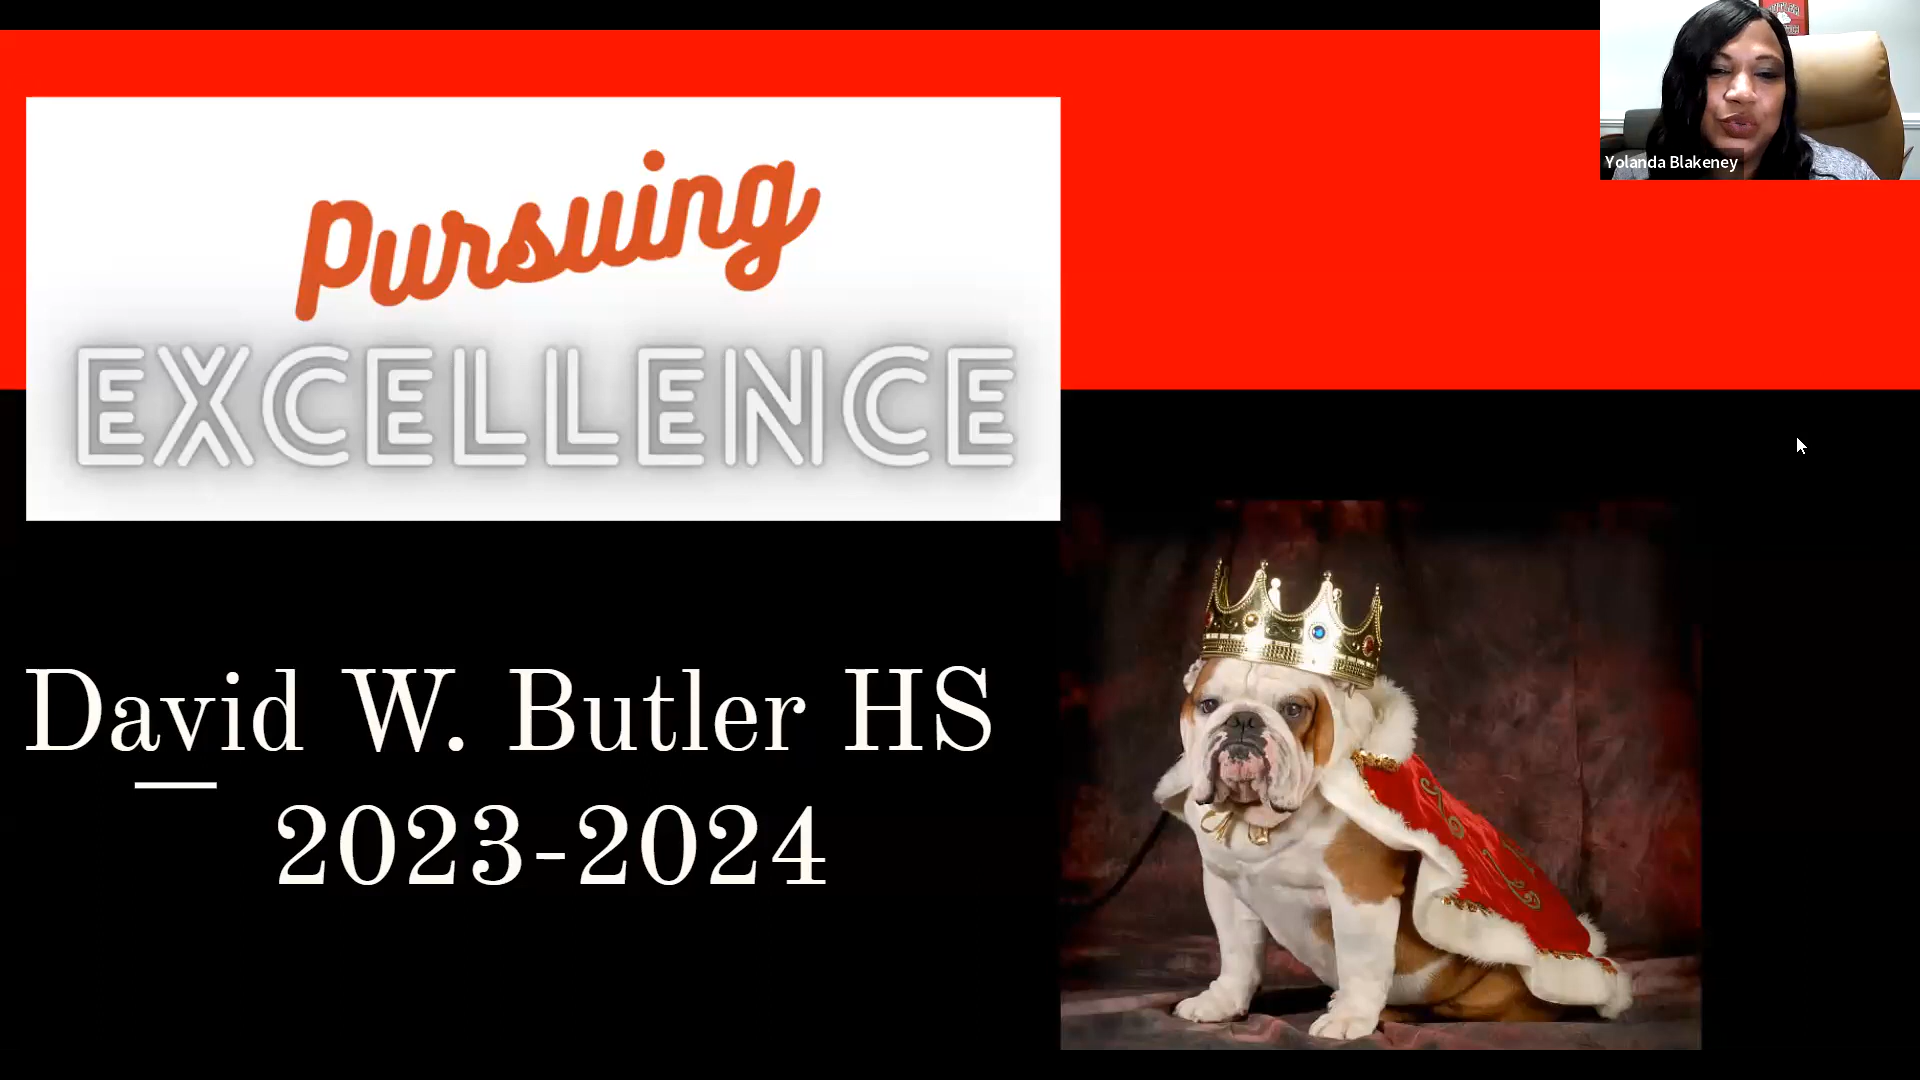 Pursuing
EXCELLENCE
David W. Butler HS
2023-2024
Yolanda Blakeney